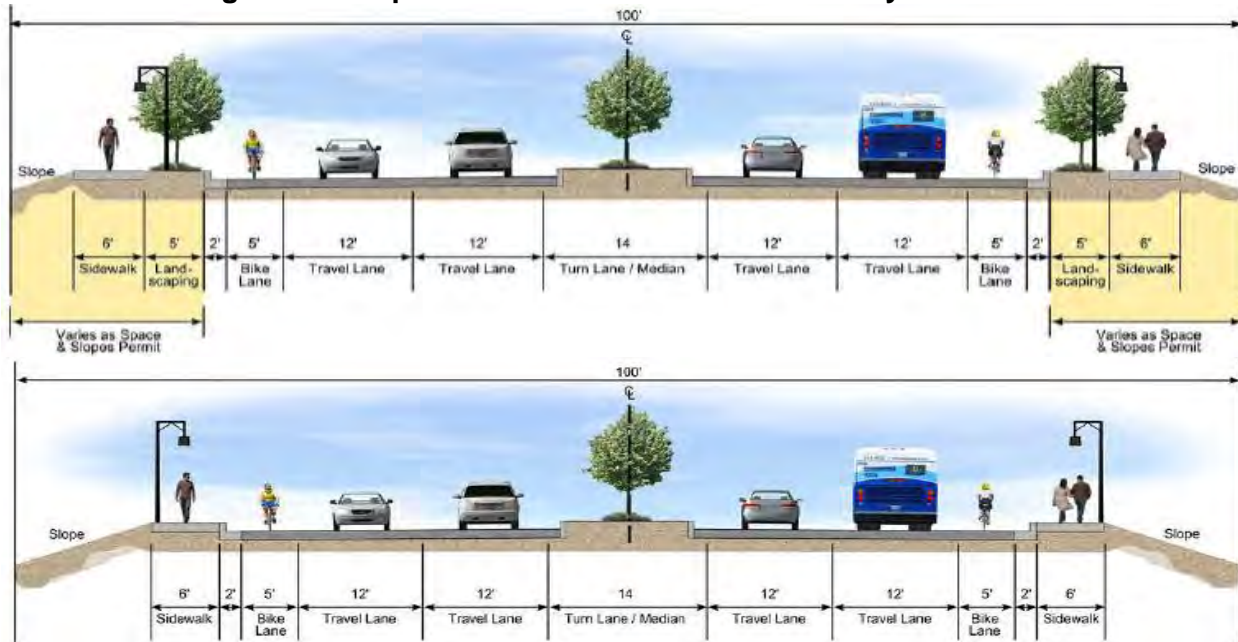 100'
℄
Slope
Slope
6' 5' 2' 5' 12' 12' 14 12' 12' 5' 2' 5' 6'
Sidewalk Land- Bike Travel Lane Travel Lane Turn Lane / Median Travel Lane Travel Lane Bike Land- Sidewalk
scaping Lane Lane scaping
Varies as Space Varies as Space
& Slopes Permit & Slopes Permit
100'
℄
Slope Slope
6' 2' 5' 12' 12' 14 12' 12' 5' 2' 6'
Sidewalk Bike Travel Lane Travel Lane Turn Lane / Median Travel Lane Travel Lane Bike Sidewalk
Lane Lane